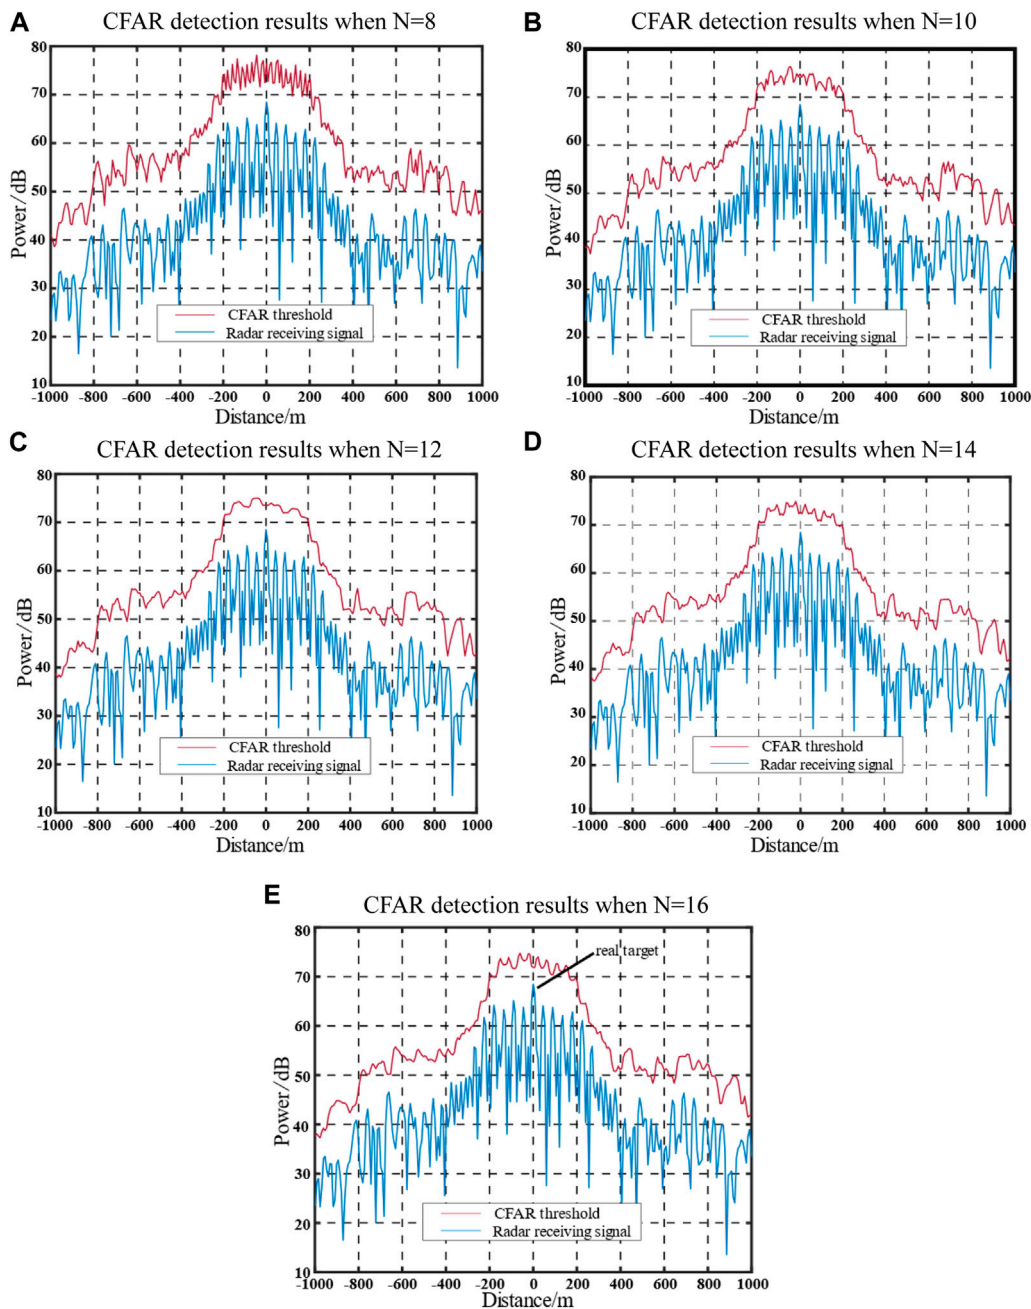 A
CFAR detection results when N=8
80
70
60
50
40
30
20
10
Power/dB
CFAR threshold
Radar receiving signal
-1000 -800 -600 -400 -200 0 200 400 600 800 1000
Distance/m
B
CFAR detection results when N=10
80
70
60
50
40
30
20
10
Power/dB
CFAR threshold
Radar receiving signal
-1000 -800 -600 -400 -200 0 200 400 600 800 1000
Distance/m
C
CFAR detection results when N=12
80
70
60
50
40
30
20
10
Power/dB
CFAR threshold
Radar receiving signal
-1000 -800 -600 -400 -200 0 200 400 600 800 1000
Distance/m
D
CFAR detection results when N=14
80
70
60
50
40
30
20
10
Power/dB
CFAR threshold
Radar receiving signal
-1000 -800 -600 -400 -200 0 200 400 600 800 1000
Distance/m
E
CFAR detection results when N=16
80
70
60
50
40
30
20
10
Power/dB
real target
CFAR threshold
Radar receiving signal
-1000 -800 -600 -400 -200 0 200 400 600 800 1000
Distance/m